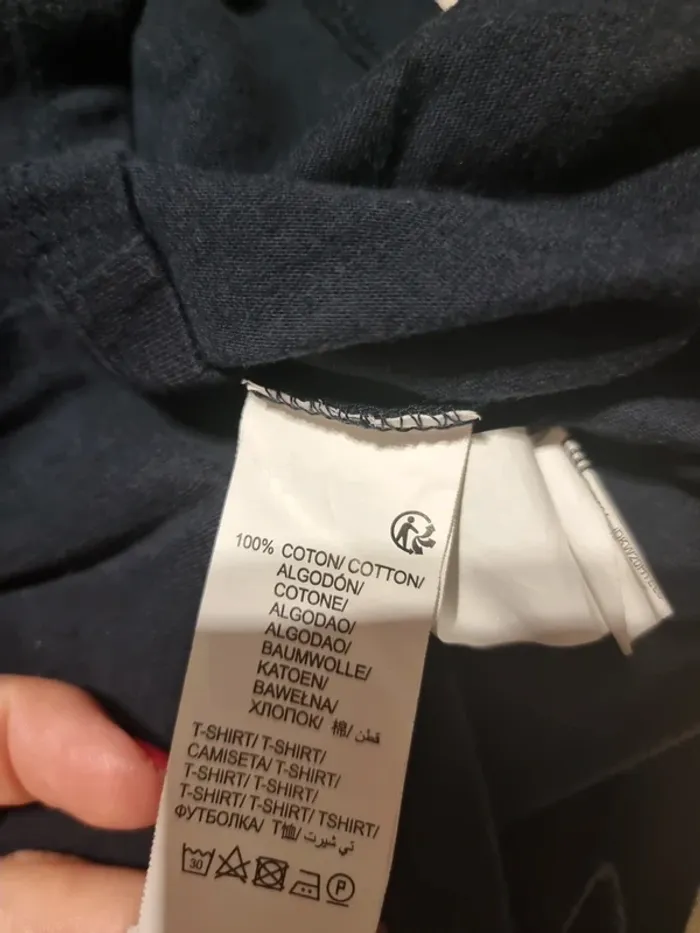 100% COTON/ COTTON/
ALGODÓN/
COTONE/
ALGODAO/
ALGODAO/
BAUMWOLLE/
KATOEN/
BAWEŁNA/
ХЛОПОК/ 棉/ قطن
T-SHIRT/ T-SHIRT/
CAMISETA/ T-SHIRT/
T-SHIRT/ T-SHIRT/
T-SHIRT/ T-SHIRT/ TSHIRT/
ФУТБОЛКА/ T恤/ تي شيرت
30
P